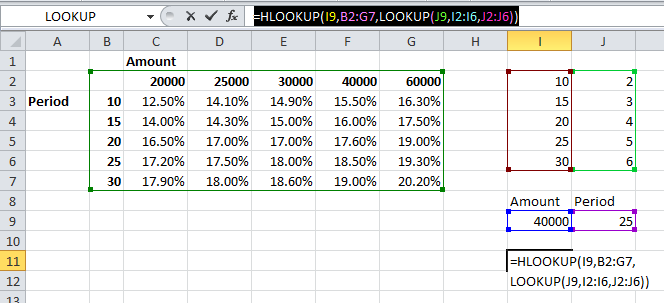 LOOKUP fx =HLOOKUP(I9,B2:G7,LOOKUP(J9,I2:I6,J2:J6))
A B C D E F G H I J
1 Amount
2 20000 25000 30000 40000 60000 10 2
3 Period 10 12.50% 14.10% 14.90% 15.50% 16.30% 15 3
4 15 14.00% 14.30% 15.00% 16.00% 17.50% 20 4
5 20 16.50% 17.00% 17.00% 17.60% 19.00% 25 5
6 25 17.20% 17.50% 18.00% 18.50% 19.30% 30 6
7 30 17.90% 18.00% 18.60% 19.00% 20.20%
8 Amount Period
9 40000 25
10
11 =HLOOKUP(I9,B2:G7,
12 LOOKUP(J9,I2:I6,J2:J6))
13